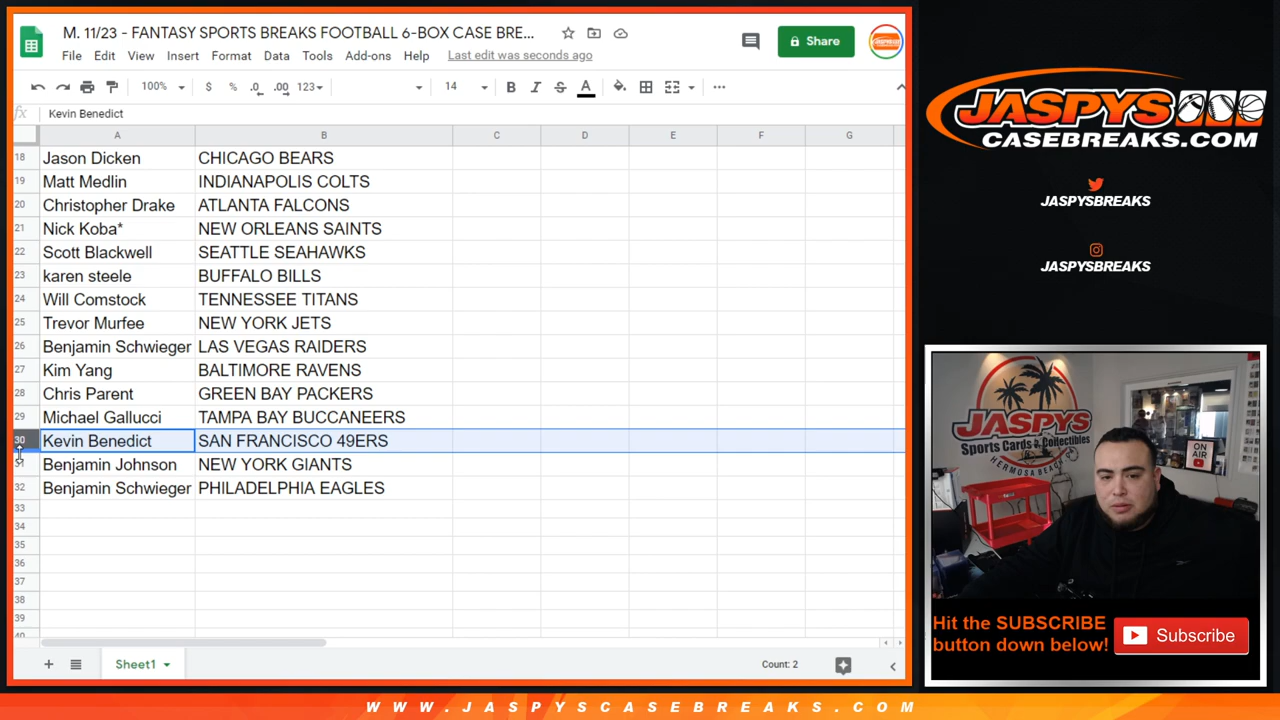 M. 11/23 - FANTASY SPORTS BREAKS FOOTBALL 6-BOX CASE BRE...
Share
File Edit View Insert Format Data Tools Add-ons Help Last edit was seconds ago
100% $ % .0 .00 123 14 B I S A
fx Kevin Benedict
A B C D E F G
18 Jason Dicken CHICAGO BEARS
19 Matt Medlin INDIANAPOLIS COLTS
20 Christopher Drake ATLANTA FALCONS
21 Nick Koba* NEW ORLEANS SAINTS
22 Scott Blackwell SEATTLE SEAHAWKS
23 karen steele BUFFALO BILLS
24 Will Comstock TENNESSEE TITANS
25 Trevor Murfee NEW YORK JETS
26 Benjamin Schwieger LAS VEGAS RAIDERS
27 Kim Yang BALTIMORE RAVENS
28 Chris Parent GREEN BAY PACKERS
29 Michael Gallucci TAMPA BAY BUCCANEERS
30 Kevin Benedict SAN FRANCISCO 49ERS
31 Benjamin Johnson NEW YORK GIANTS
32 Benjamin Schwieger PHILADELPHIA EAGLES
33
34
35
36
37
38
39
40
Sheet1
Count: 2
JASPYS
CASEBREAKS.COM
JASPYSBREAKS
JASPYSBREAKS
JASPYS
Sports Cards & Collectibles
HERMOSA BEACH
ON AIR
Hit the SUBSCRIBE
button down below!
Subscribe
WWW.JASPYSCASEBREAKS.COM